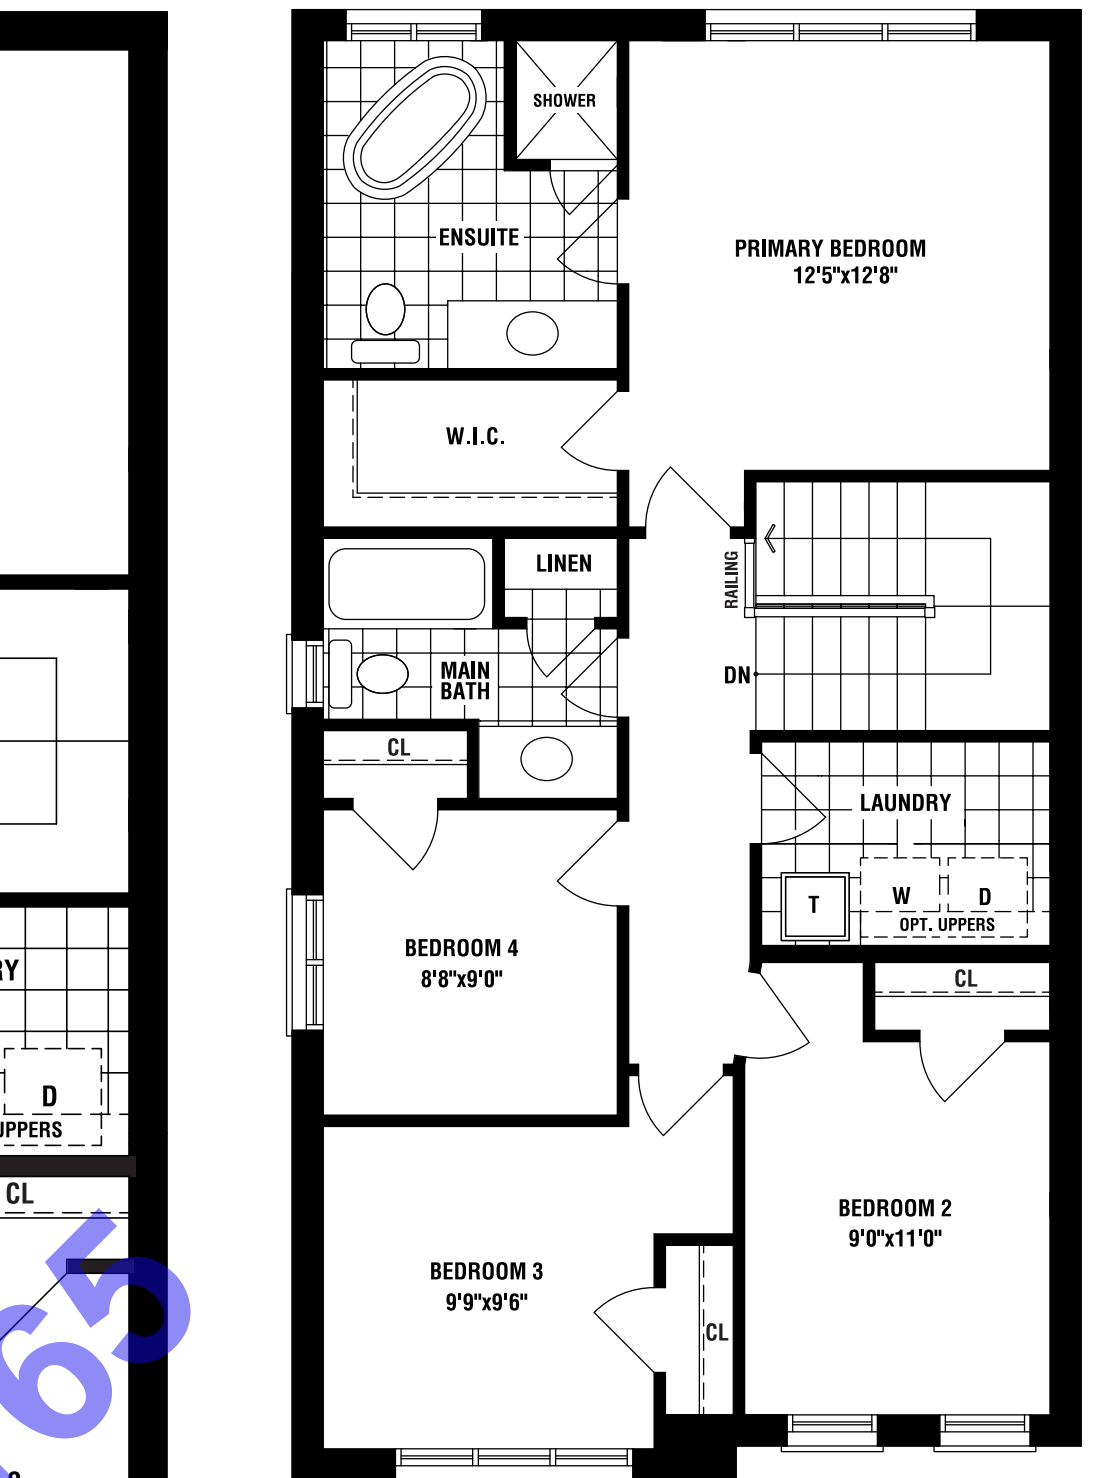 SHOWER
ENSUITE
PRIMARY BEDROOM
12'5"x12'8"
W.I.C.
LINEN
RAILING
MAIN
BATH
DN
CL
LAUNDRY
T
W
D
OPT. UPPERS
BEDROOM 4
8'8"x9'0"
CL
BEDROOM 2
9'0"x11'0"
BEDROOM 3
9'9"x9'6"
CL
RY
D
UPPERS
CL
65